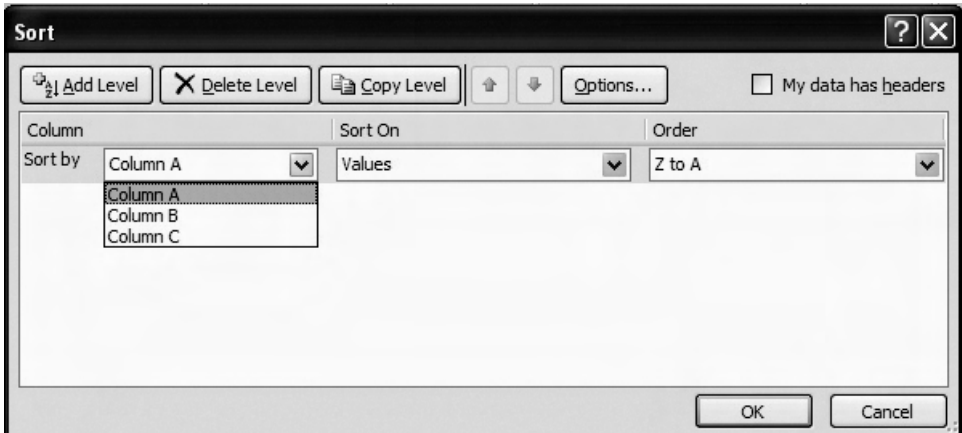 Sort
Add Level Delete Level Copy Level Options... My data has headers
Column Sort On Order
Sort by Column A Values Z to A
Column A
Column B
Column C
OK Cancel